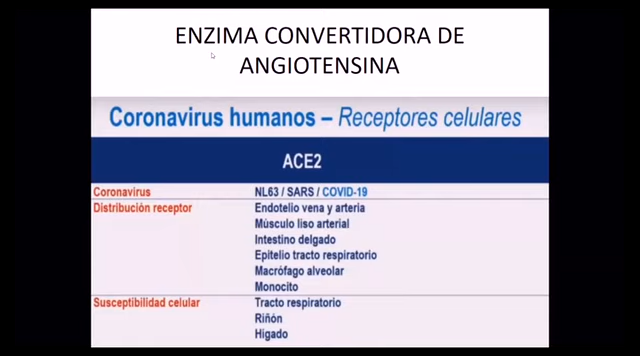 ENZIMA CONVERTIDORA DE
ANGIOTENSINA
Coronavirus humanos – Receptores celulares
ACE2
Coronavirus NL63 / SARS / COVID-19
Distribución receptor Endotelio vena y arteria
Músculo liso arterial
Intestino delgado
Epitelio tracto respiratorio
Macrófago alveolar
Monocito
Susceptibilidad celular Tracto respiratorio
Riñón
Hígado